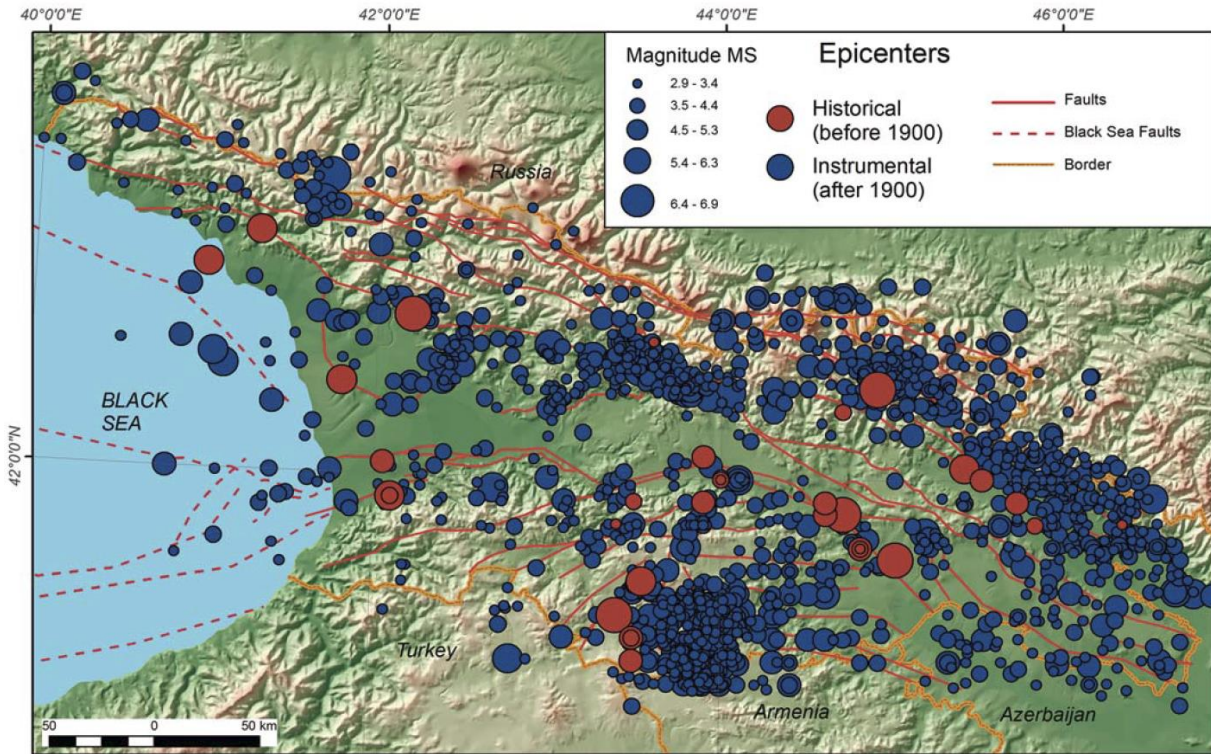 40°0'0"E
42°0'0"E
44°0'0"E
46°0'0"E
Magnitude MS
2.9 - 3.4
3.5 - 4.4
4.5 - 5.3
5.4 - 6.3
6.4 - 6.9
Epicenters
Historical
(before 1900)
Instrumental
(after 1900)
Faults
Black Sea Faults
Border
Russia
BLACK
SEA
42°0'0"N
Turkey
Armenia
Azerbaijan
50 0 50 km